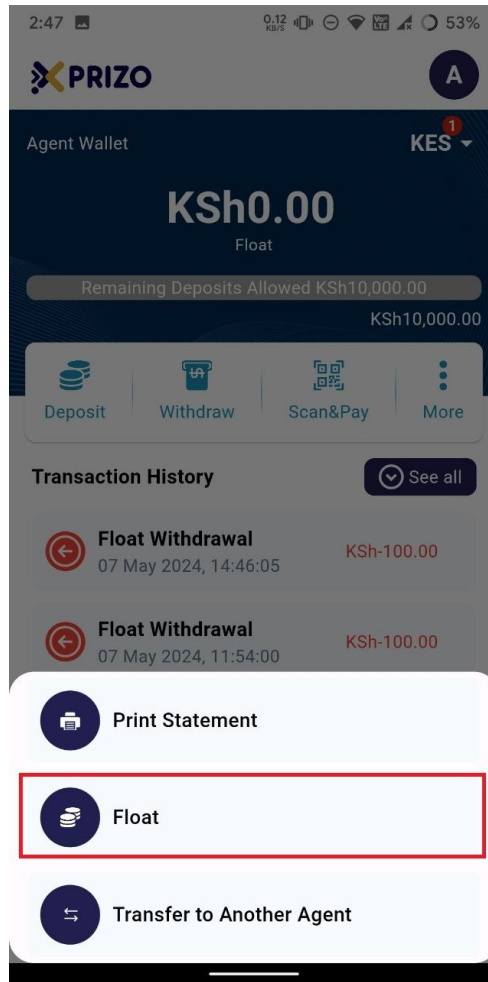 2:47
0.12 KB/S
Vo LTE
53%
XPRIZO
A
Agent Wallet
1
KES
KSh0.00
Float
Remaining Deposits Allowed KSh10,000.00
KSh10,000.00
Deposit Withdraw Scan&Pay More
Transaction History
See all
Float Withdrawal
07 May 2024, 14:46:05
KSh-100.00
Float Withdrawal
07 May 2024, 11:54:00
KSh-100.00
Print Statement
Float
Transfer to Another Agent